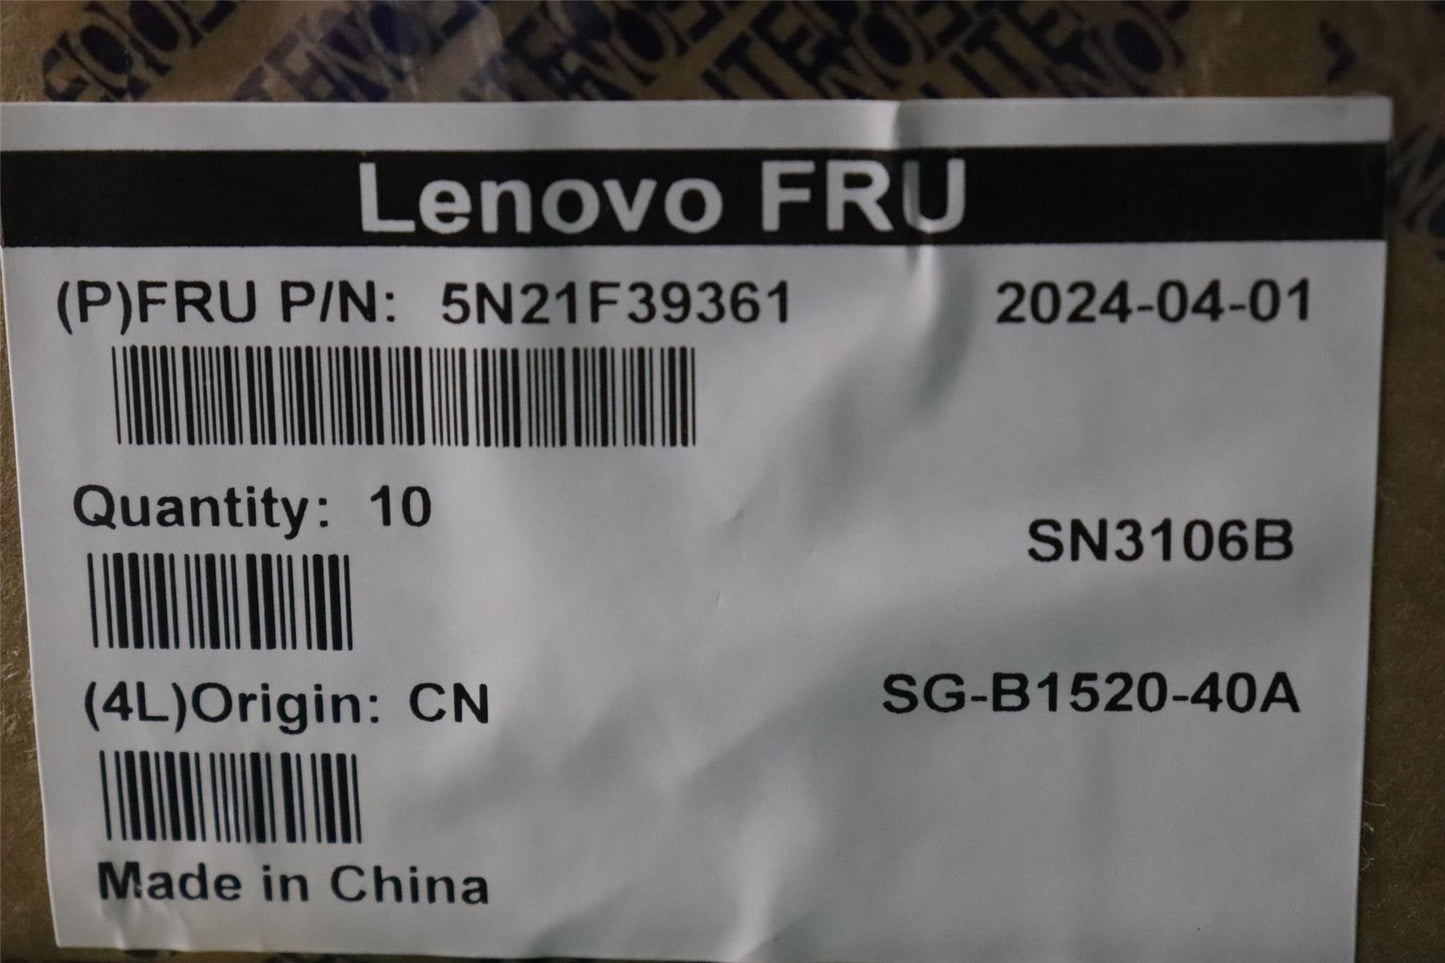 Lenovo FRU
(P)FRU P/N: 5N21F39361 2024-04-01
Quantity: 10
SN3106B
(4L)Origin: CN SG-B1520-40A
Made in China